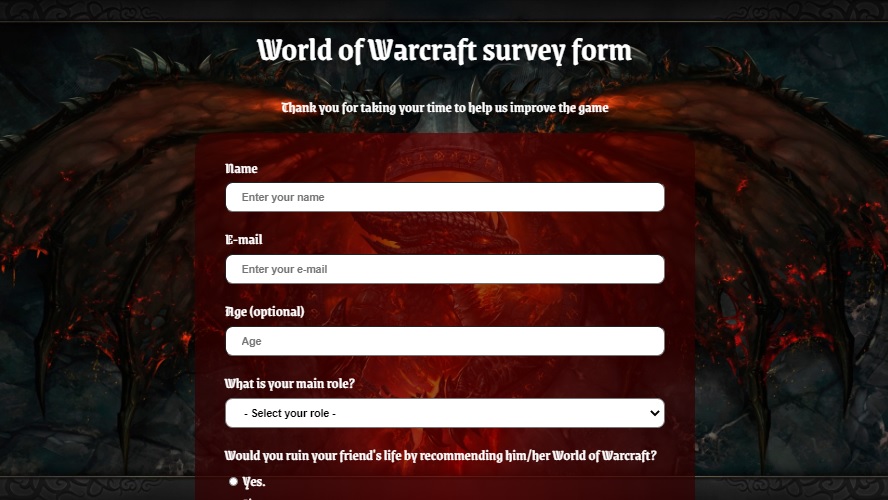 World of Warcraft survey form
Thank you for taking your time to help us improve the game
Name
Enter your name
E-mail
Enter your e-mail
Age (optional)
Age
What is your main role?
- Select your role -
Would you ruin your friend's life by recommending him/her World of Warcraft?
Yes.